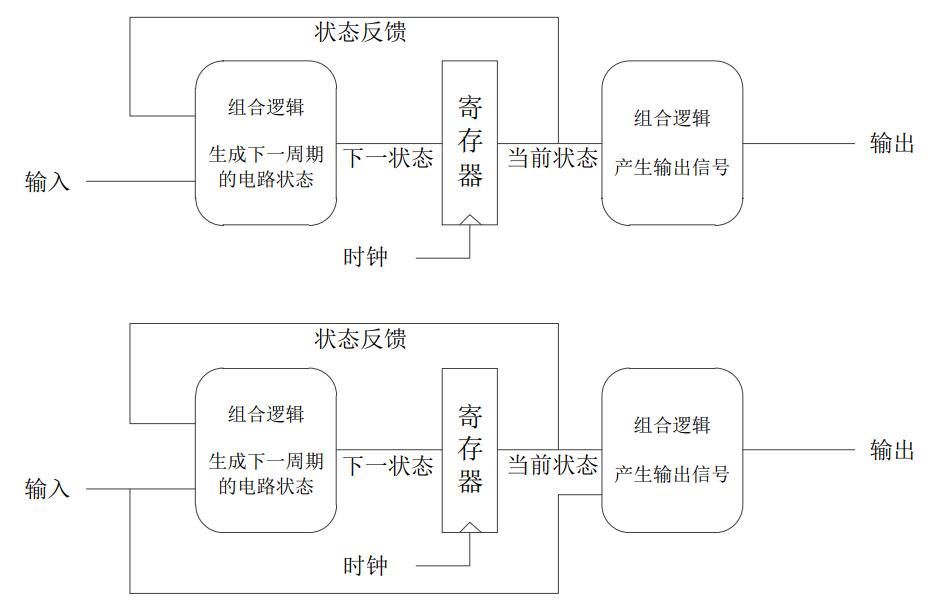 状态反馈
组合逻辑
生成下一周期
的电路状态
输入
下一状态
寄存器
当前状态
组合逻辑
产生输出信号
输出
时钟
状态反馈
组合逻辑
生成下一周期
的电路状态
输入
下一状态
寄存器
当前状态
组合逻辑
产生输出信号
输出
时钟